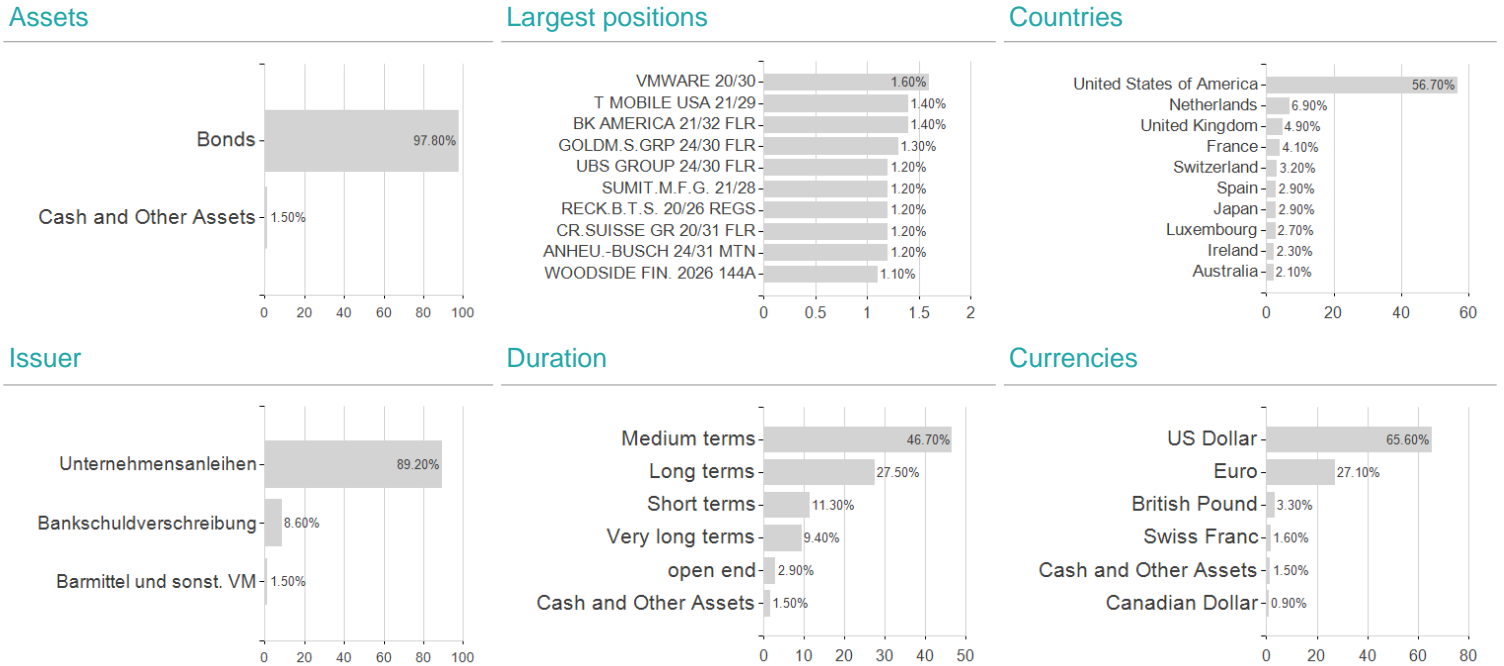 Assets
Bonds 97.80%
Cash and Other Assets 1.50%
0 20 40 60 80 100
Largest positions
VMWARE 20/30 1.60%
T MOBILE USA 21/29 1.40%
BK AMERICA 21/32 FLR 1.40%
GOLDM.S.GRP 24/30 FLR 1.30%
UBS GROUP 24/30 FLR 1.20%
SUMIT.M.F.G. 21/28 1.20%
RECK.B.T.S. 20/26 REGS 1.20%
CR.SUISSE GR 20/31 FLR 1.20%
ANHEU.-BUSCH 24/31 MTN 1.20%
WOODSIDE FIN. 2026 144A 1.10%
0 0.5 1 1.5 2
Countries
United States of America 56.70%
Netherlands 6.90%
United Kingdom 4.90%
France 4.10%
Switzerland 3.20%
Spain 2.90%
Japan 2.90%
Luxembourg 2.70%
Ireland 2.30%
Australia 2.10%
0 20 40 60
Issuer
Unternehmensanleihen 89.20%
Bankschuldverschreibung 8.60%
Barmittel und sonst. VM 1.50%
0 20 40 60 80 100
Duration
Medium terms 46.70%
Long terms 27.50%
Short terms 11.30%
Very long terms 9.40%
open end 2.90%
Cash and Other Assets 1.50%
0 10 20 30 40 50
Currencies
US Dollar 65.60%
Euro 27.10%
British Pound 3.30%
Swiss Franc 1.60%
Cash and Other Assets 1.50%
Canadian Dollar 0.90%
0 20 40 60 80